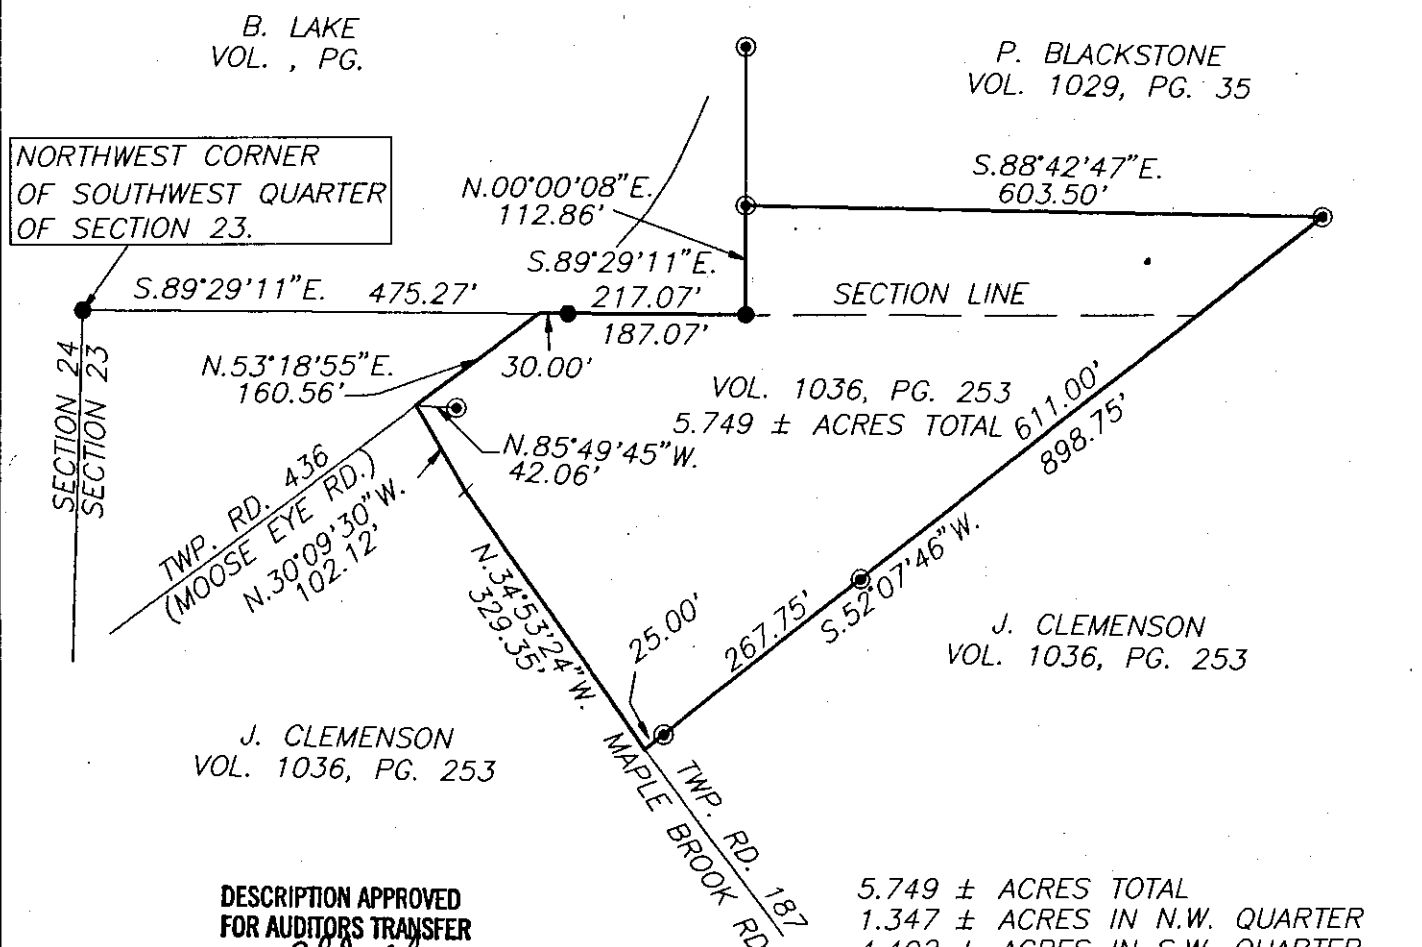 B. LAKE
VOL. , PG.
P. BLACKSTONE
VOL. 1029, PG. 35
NORTHWEST CORNER
OF SOUTHWEST QUARTER
OF SECTION 23.
N.00°00'08"E.
112.86'
S.88°42'47"E.
603.50'
S.89°29'11"E.
475.27'
S.89°29'11"E.
217.07'
187.07'
SECTION LINE
30.00'
N.53°18'55"E.
160.56'
SECTION 24
SECTION 23
VOL. 1036, PG. 253
5.749 ± ACRES TOTAL
611.00'
898.75'
N.85°49'45"W.
42.06'
TWP. RD. 436
(MOOSE EYE RD.)
N.30°09'30"W.
102.12'
N.34°53'24"W.
329.35'
25.00'
267.75'
S.52°07'46"W.
J. CLEMENSON
VOL. 1036, PG. 253
J. CLEMENSON
VOL. 1036, PG. 253
TWP. RD. 187
MAPLE BROOK RD
DESCRIPTION APPROVED
FOR AUDITORS TRANSFER
5.749 ± ACRES TOTAL
1.347 ± ACRES IN N.W. QUARTER
ACRES IN S.W. QUARTER